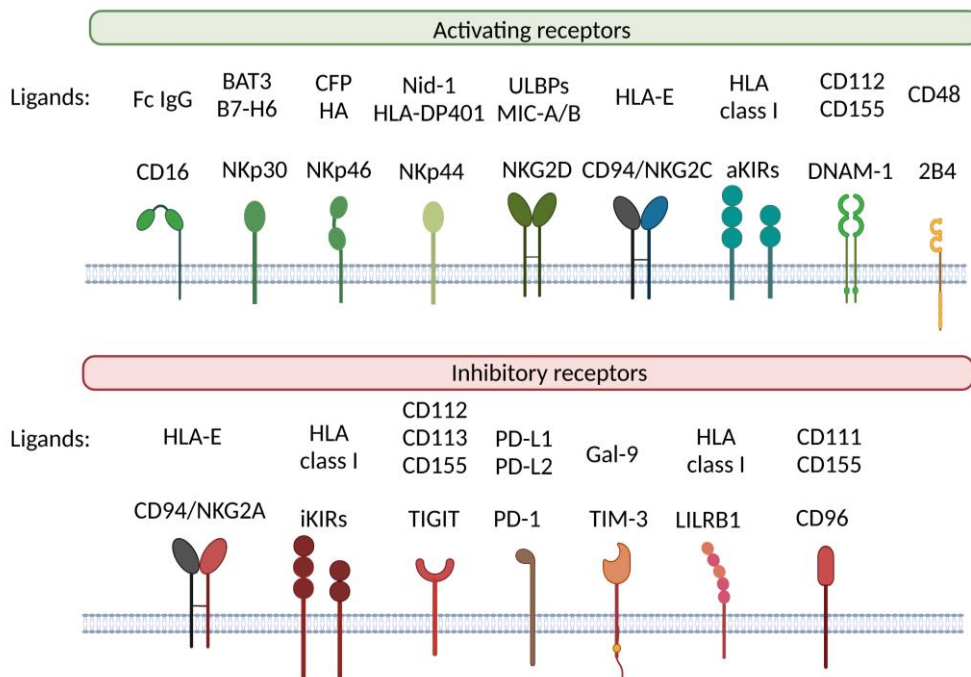 Activating receptors
Ligands:
Fc IgG
BAT3
B7-H6
CFP
HA
Nid-1
HLA-DP401
ULBPs
MIC-A/B
HLA-E
HLA
class I
CD112
CD155
CD48
CD16
NKp30
NKp46
NKp44
NKG2D
CD94/NKG2C
aKIRs
DNAM-1
2B4
Inhibitory receptors
Ligands:
HLA-E
HLA
class I
CD112
CD113
CD155
PD-L1
PD-L2
Gal-9
HLA
class I
CD111
CD155
CD94/NKG2A
iKIRs
TIGIT
PD-1
TIM-3
LILRB1
CD96